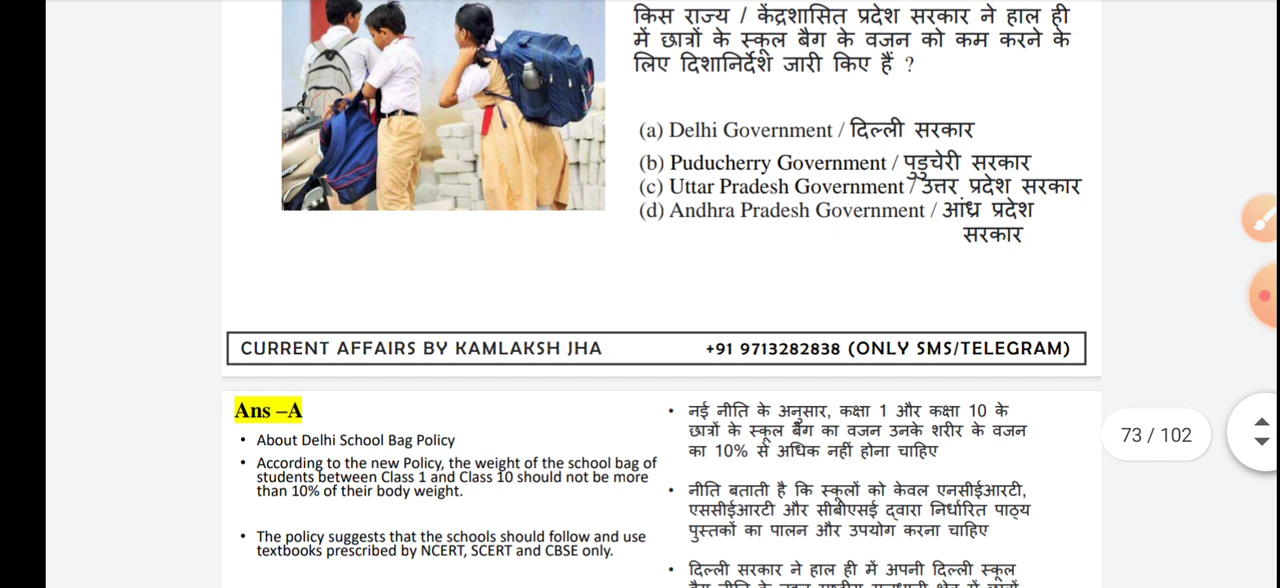 किस राज्य / केंद्रशासित प्रदेश सरकार ने हाल ही
में छात्रों के स्कूल बैग के वजन को कम करने के
लिए दिशानिर्देश जारी किए हैं ?
(a) Delhi Government / दिल्ली सरकार
(b) Puducherry Government / पुडुचेरी सरकार
(c) Uttar Pradesh Government / उत्तर प्रदेश सरकार
(d) Andhra Pradesh Government / आंध्र प्रदेश
सरकार
CURRENT AFFAIRS BY KAMLAKSH JHA +91 9713282838 (ONLY SMS/TELEGRAM)
Ans –A
• About Delhi School Bag Policy
• According to the new Policy, the weight of the school bag of
students between Class 1 and Class 10 should not be more
than 10% of their body weight.
• The policy suggests that the schools should follow and use
textbooks prescribed by NCERT, SCERT and CBSE only.
• नई नीति के अनुसार, कक्षा 1 और कक्षा 10 के
छात्रों के स्कूल बैग का वजन उनके शरीर के वजन
का 10% से अधिक नहीं होना चाहिए
• नीति बताती है कि स्कूलों को केवल एनसीईआरटी,
एससीईआरटी और सीबीएसई द्वारा निर्धारित पाठ्य
पुस्तकों का पालन और उपयोग करना चाहिए
• दिल्ली सरकार ने हाल ही में अपनी दिल्ली स्कूल
73 / 102